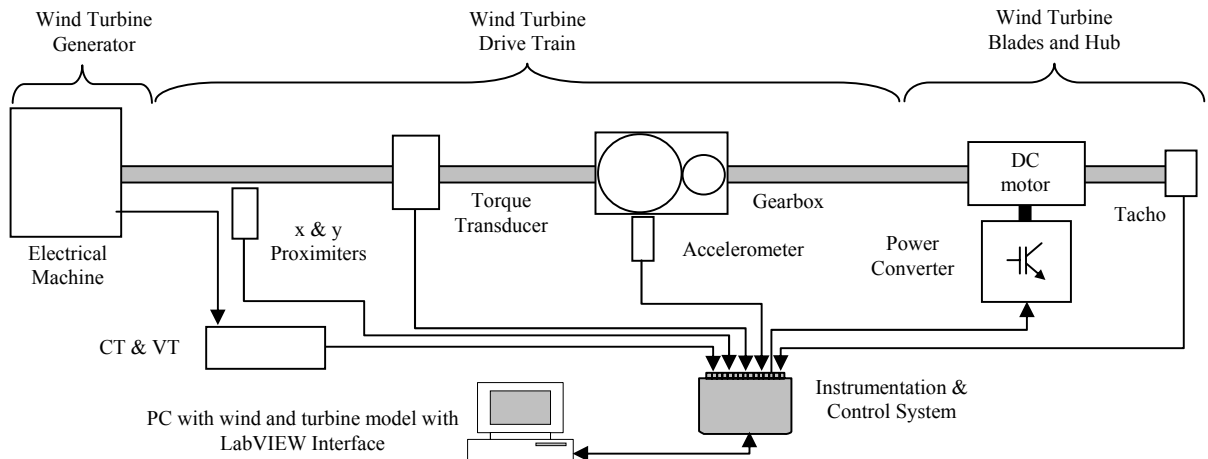 Wind Turbine
Generator
Wind Turbine
Drive Train
Wind Turbine
Blades and Hub
DC
motor
Torque
Transducer
Gearbox
Tacho
x & y
Proximiters
Accelerometer
Power
Converter
Electrical
Machine
CT & VT
Instrumentation &
Control System
PC with wind and turbine model with
LabVIEW Interface